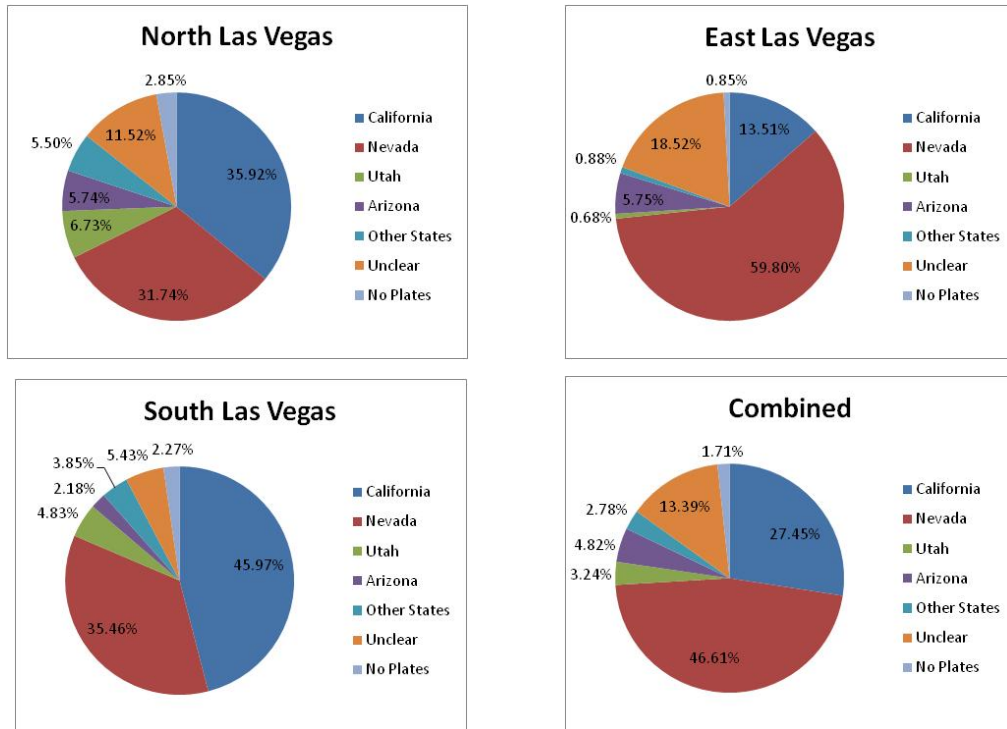 North Las Vegas
2.85%
11.52%
5.50%
35.92%
5.74%
6.73%
31.74%
California
Nevada
Utah
Arizona
Other States
Unclear
No Plates
East Las Vegas
0.85%
13.51%
18.52%
0.88%
5.75%
0.68%
59.80%
California
Nevada
Utah
Arizona
Other States
Unclear
No Plates
South Las Vegas
5.43%
2.27%
3.85%
2.18%
4.83%
45.97%
35.46%
California
Nevada
Utah
Arizona
Other States
Unclear
No Plates
Combined
1.71%
13.39%
2.78%
27.45%
4.82%
3.24%
46.61%
California
Nevada
Utah
Arizona
Other States
Unclear
No Plates